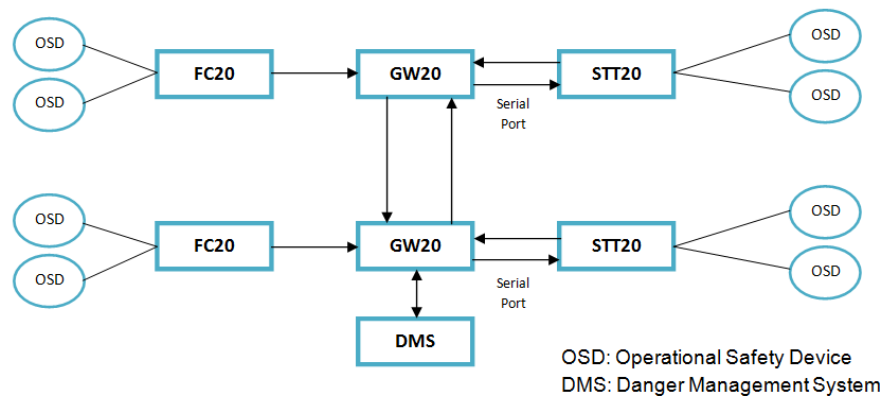 OSD
OSD
FC20
GW20
STT20
OSD
OSD
Serial
Port
OSD
OSD
FC20
GW20
STT20
OSD
OSD
Serial
Port
DMS
OSD: Operational Safety Device
DMS: Danger Management System